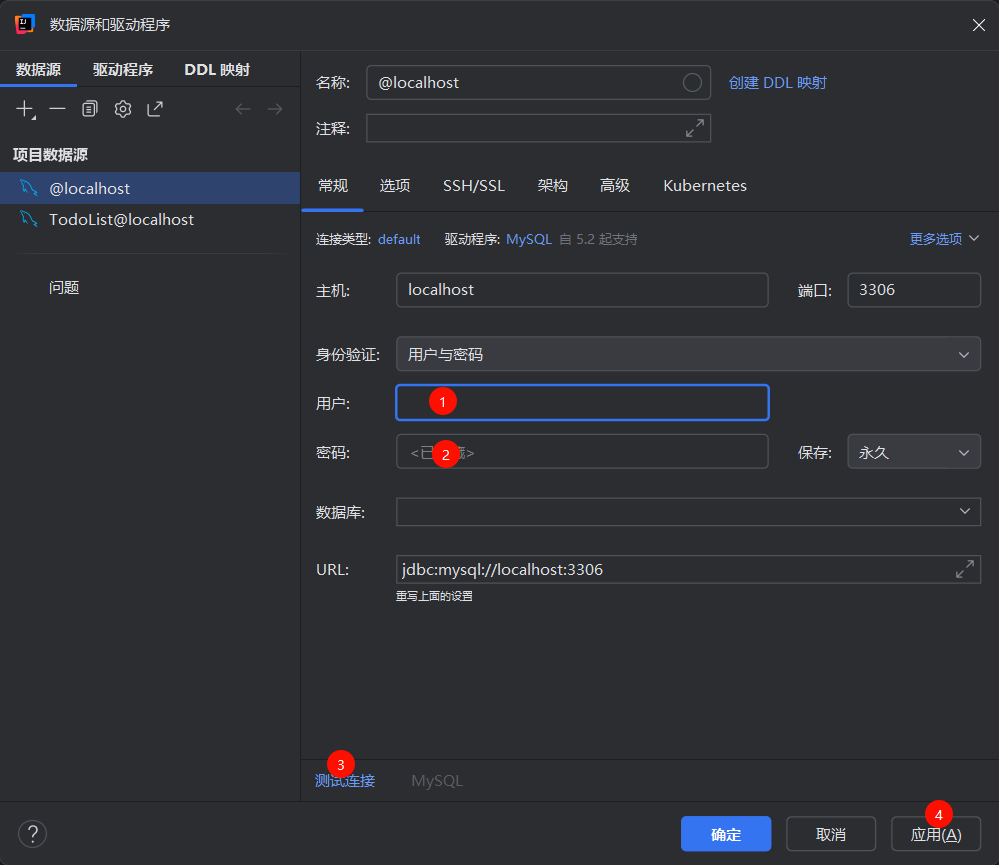 数据源和驱动程序
数据源 驱动程序 DDL 映射
项目数据源
@localhost
TodoList@localhost
问题
名称: @localhost 创建 DDL 映射
注释:
常规 选项 SSH/SSL 架构 高级 Kubernetes
连接类型: default 驱动程序: MySQL 自 5.2 起支持 更多选项
主机: localhost 端口: 3306
身份验证: 用户与密码
用户: 1
密码: <已 2 > 保存: 永久
数据库:
URL: jdbc:mysql://localhost:3306
重写上面的设置
3
测试连接 MySQL
4
? 确定 取消 应用(A)